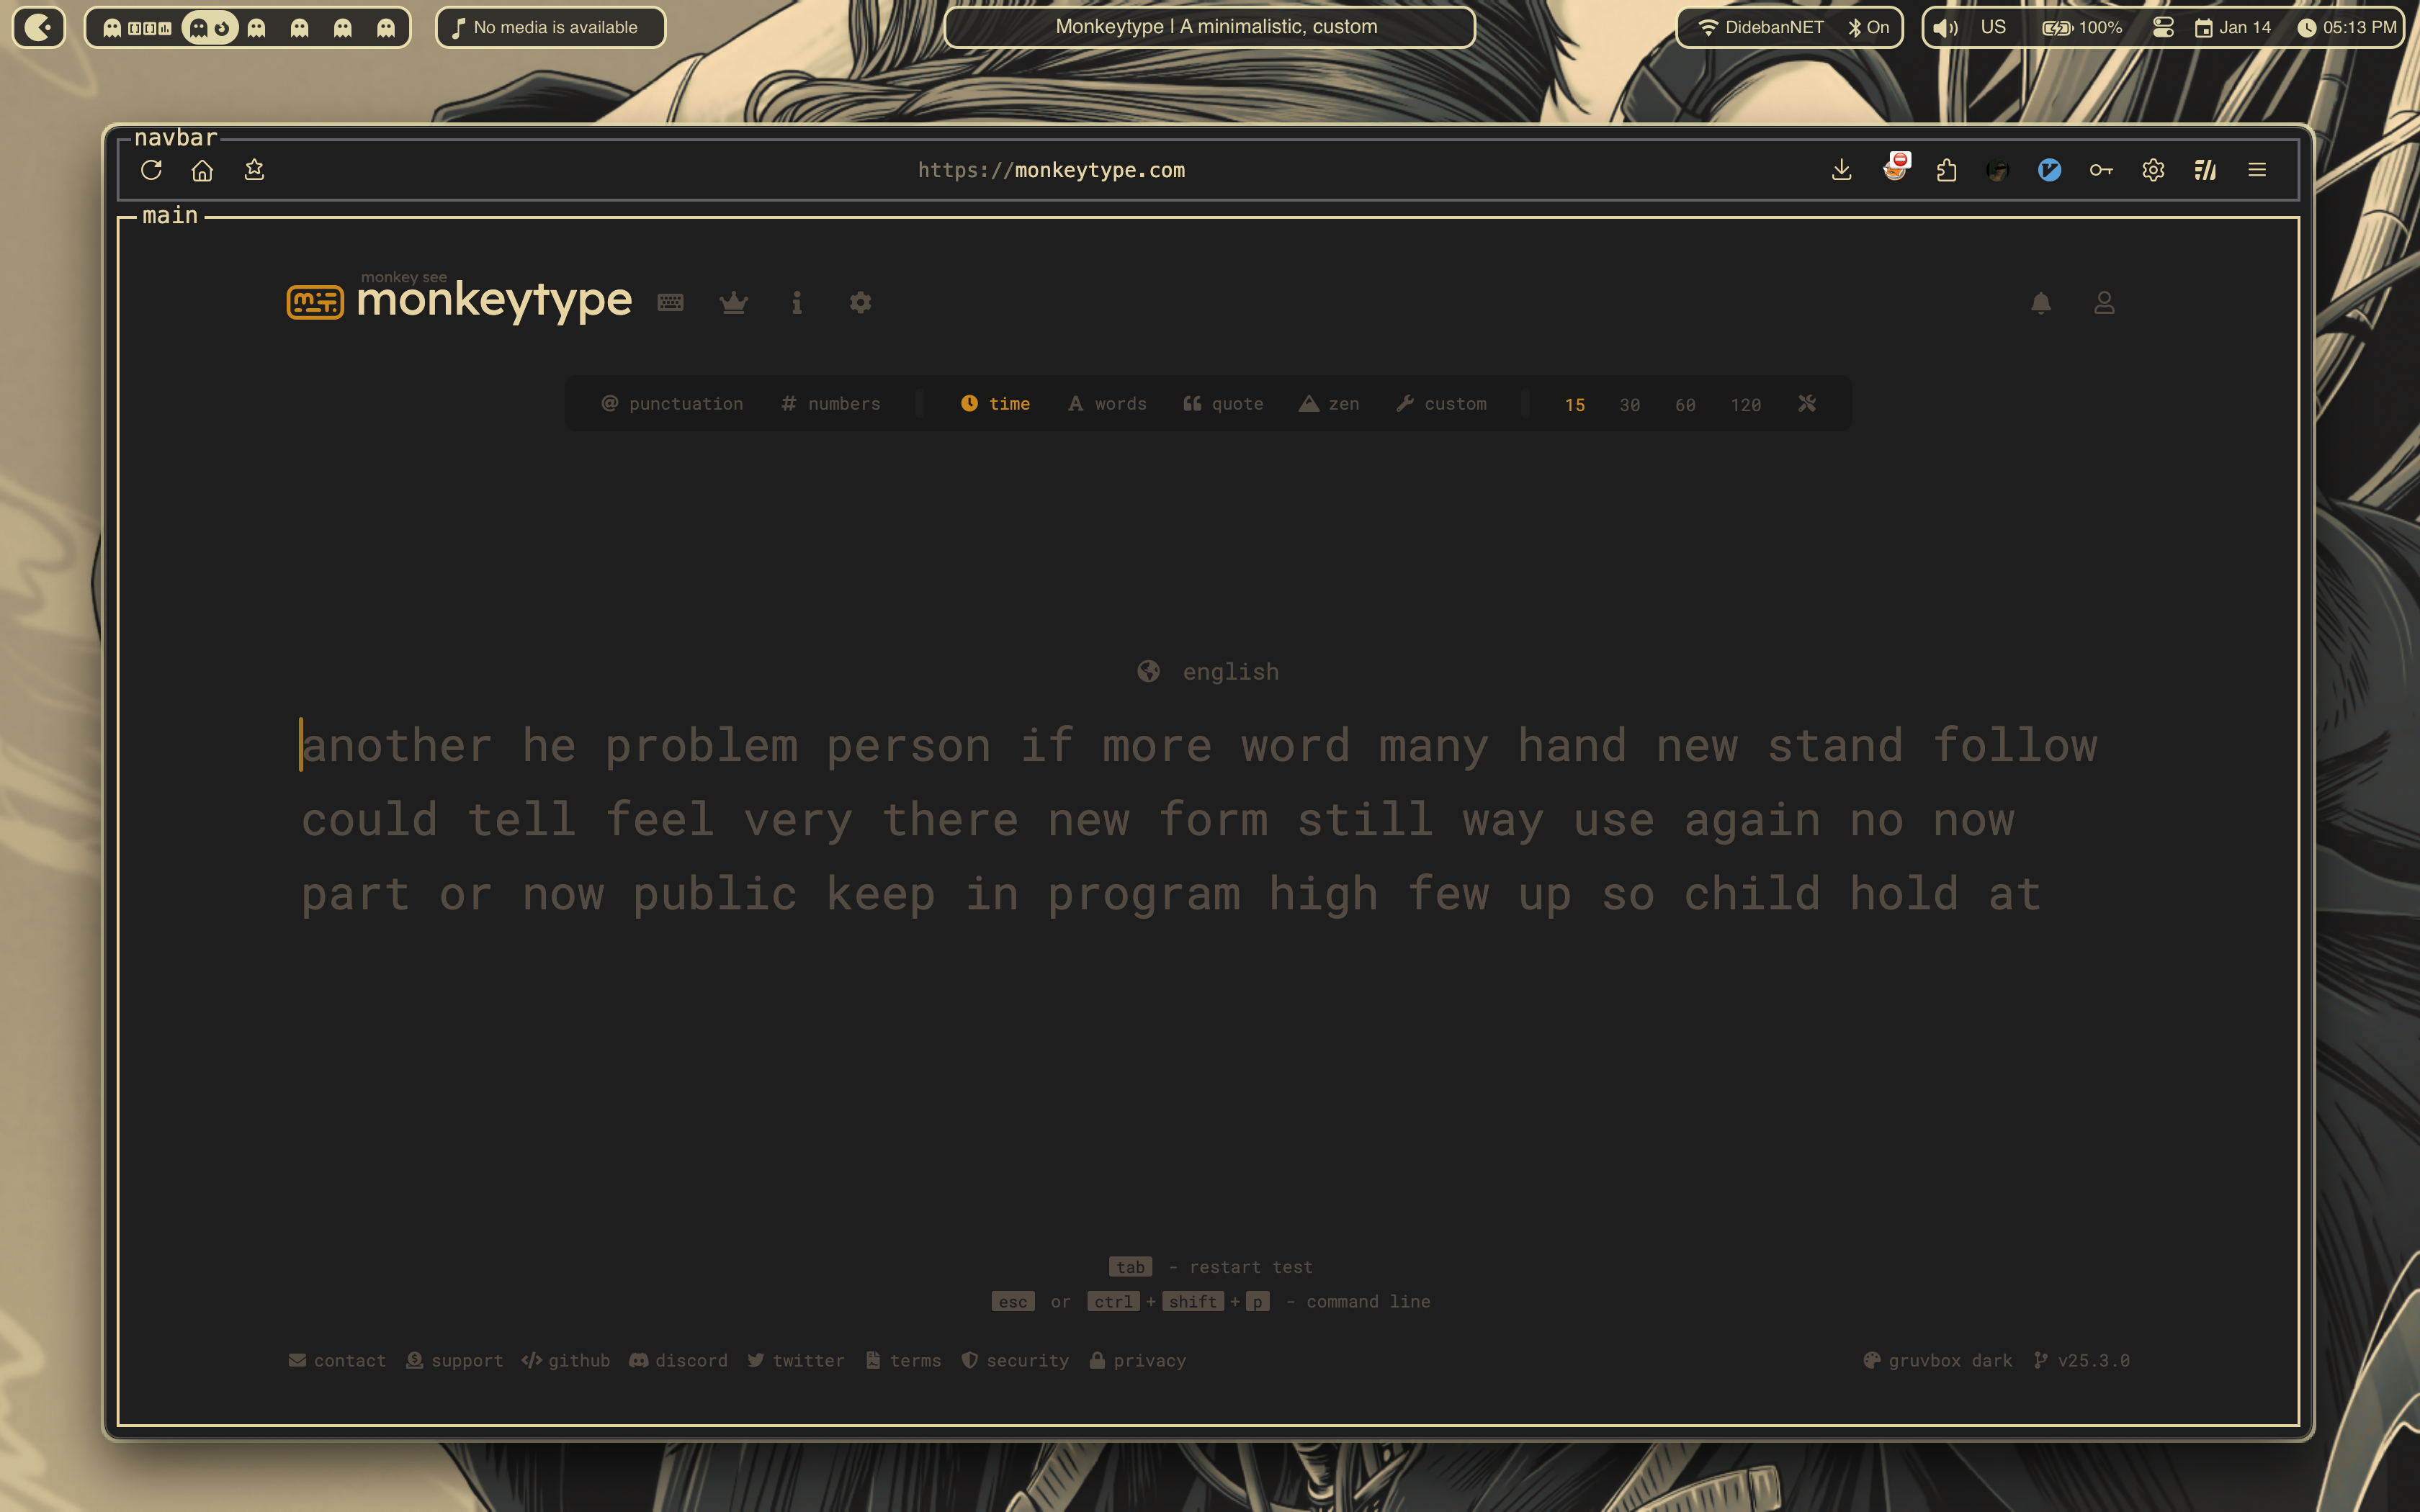 No media is available
Monkeytype | A minimalistic, custom
DidebanNET On
US 100% Jan 14 05:13 PM
navbar
https://monkeytype.com
main
monkey see
monkeytype
@ punctuation # numbers time A words quote zen custom 15 30 60 120
english
another he problem person if more word many hand new stand follow
could tell feel very there new form still way use again no now
part or now public keep in program high few up so child hold at
tab - restart test
esc or ctrl + shift + p - command line
contact support github discord twitter terms security privacy
gruvbox dark v25.3.0